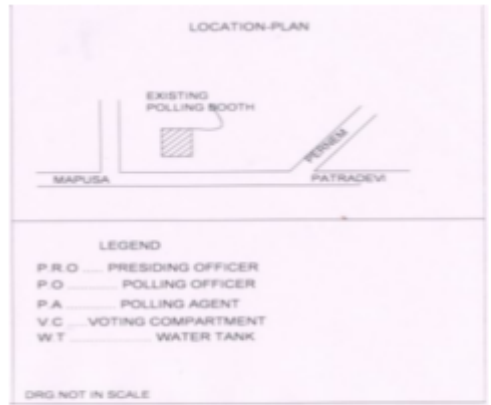 LOCATION-PLAN
EXISTING
POLLING BOOTH
PERNEM
MAPUSA
PATRADEVI
LEGEND
P.R.O ..... PRESIDING OFFICER
P.O ............... POLLING OFFICER
P.A ............... POLLING AGENT
V.C .... VOTING COMPARTMENT
W.T ........................ WATER TANK
DRG.NOT IN SCALE